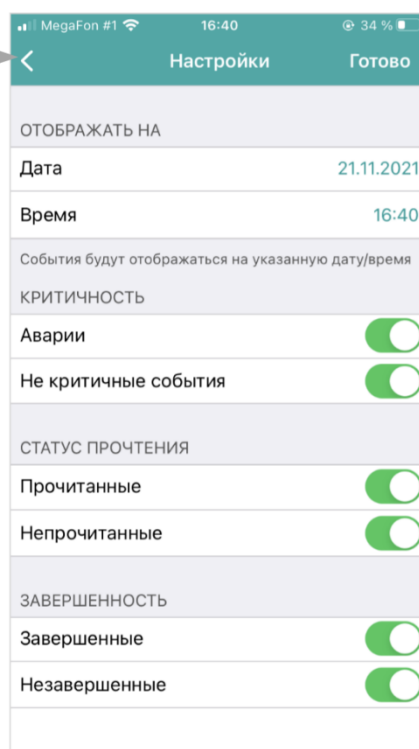 MegaFon #1 16:40 34 %
Настройки Готово
ОТОБРАЖАТЬ НА
Дата 21.11.2021
Время 16:40
События будут отображаться на указанную дату/время
КРИТИЧНОСТЬ
Аварии
Не критичные события
СТАТУС ПРОЧТЕНИЯ
Прочитанные
Непрочитанные
ЗАВЕРШЕННОСТЬ
Завершенные
Незавершенные